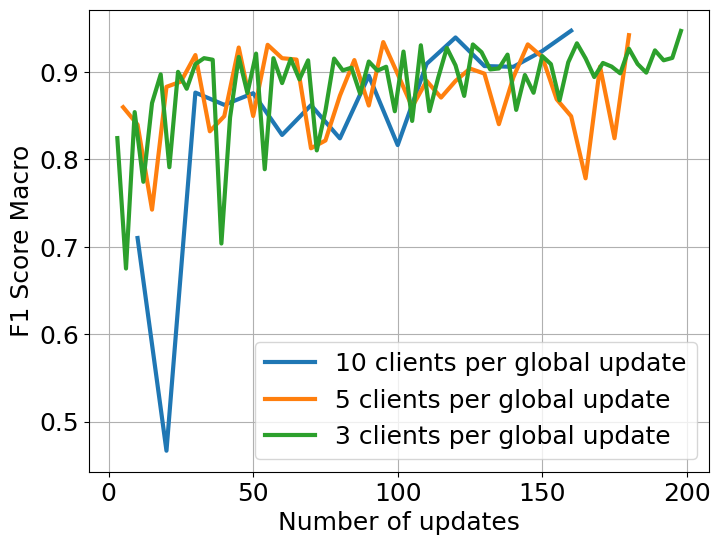 F1 Score Macro
0.9
0.8
0.7
0.6
0.5
10 clients per global update
5 clients per global update
3 clients per global update
0 50 100 150 200
Number of updates